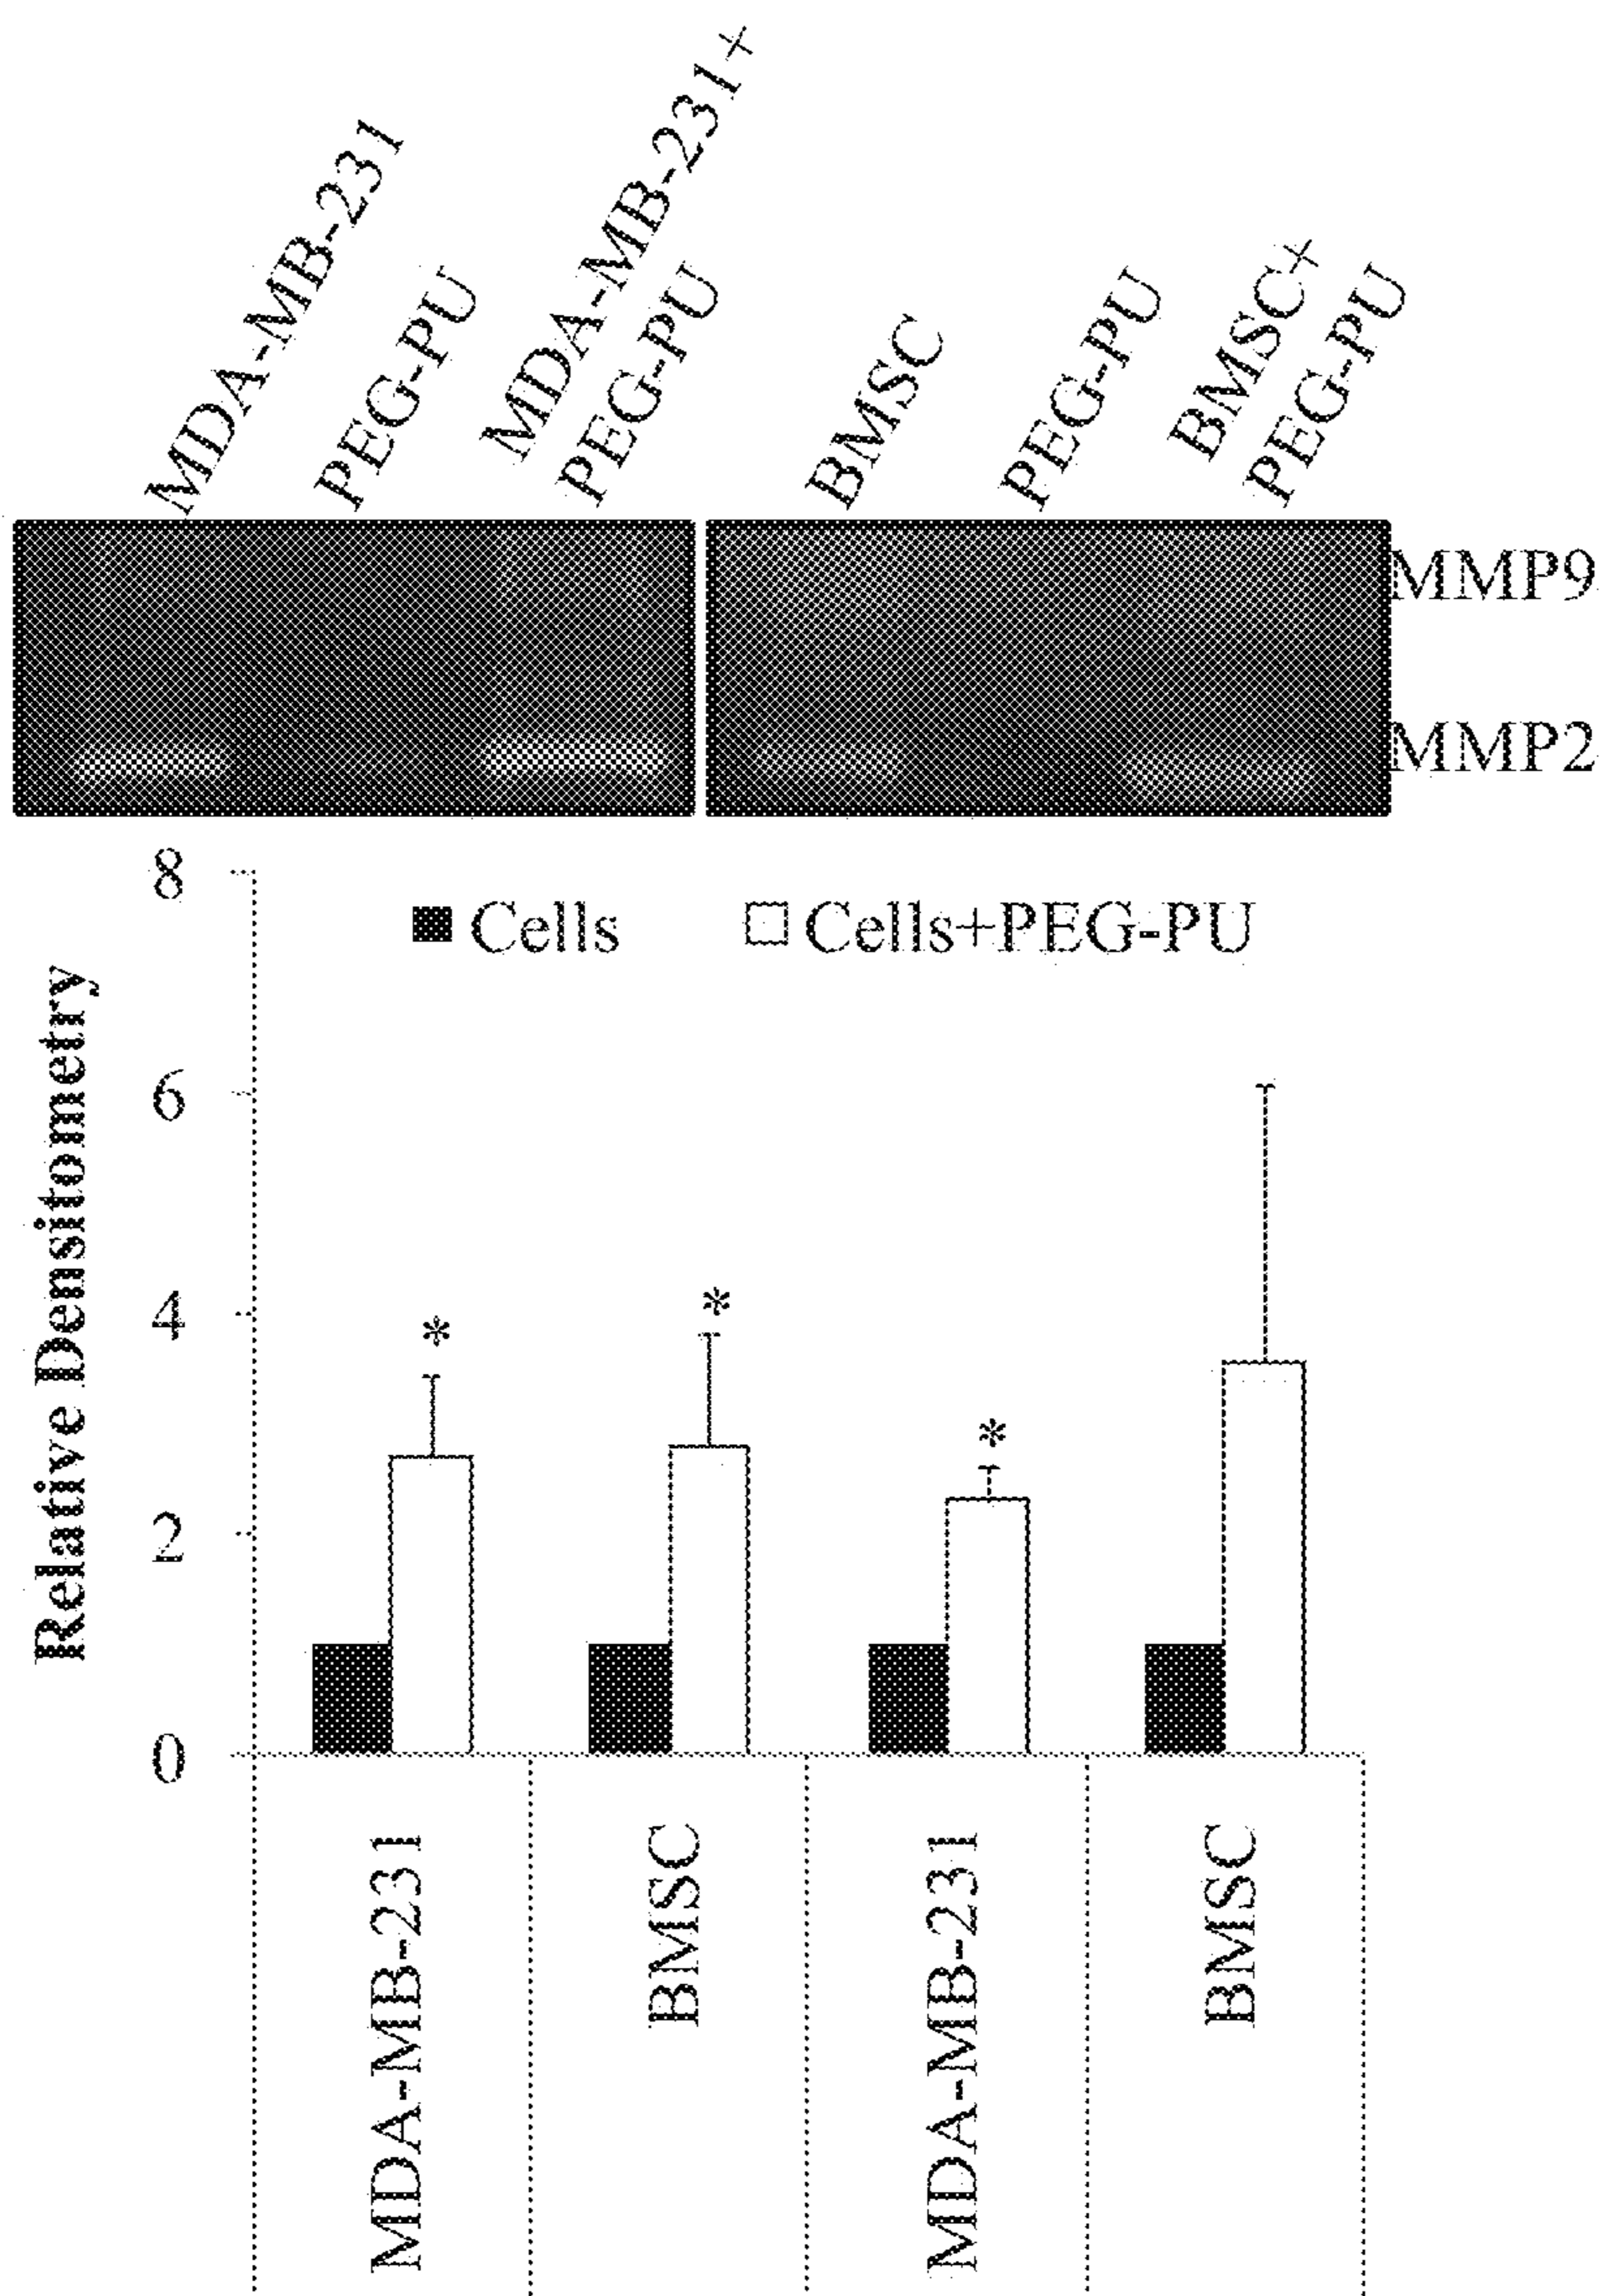 MDA-MB-231
PEG-PU
MDA-MB-231+
PEG-PU
BMSC
PEG-PU
BMSC+
PEG-PU
MMP9
MMP2
Relative Densitometry
8
6
4
2
0
Cells
Cells+PEG-PU
*
*
*
MDA-MB-231
BMSC
MDA-MB-231
BMSC